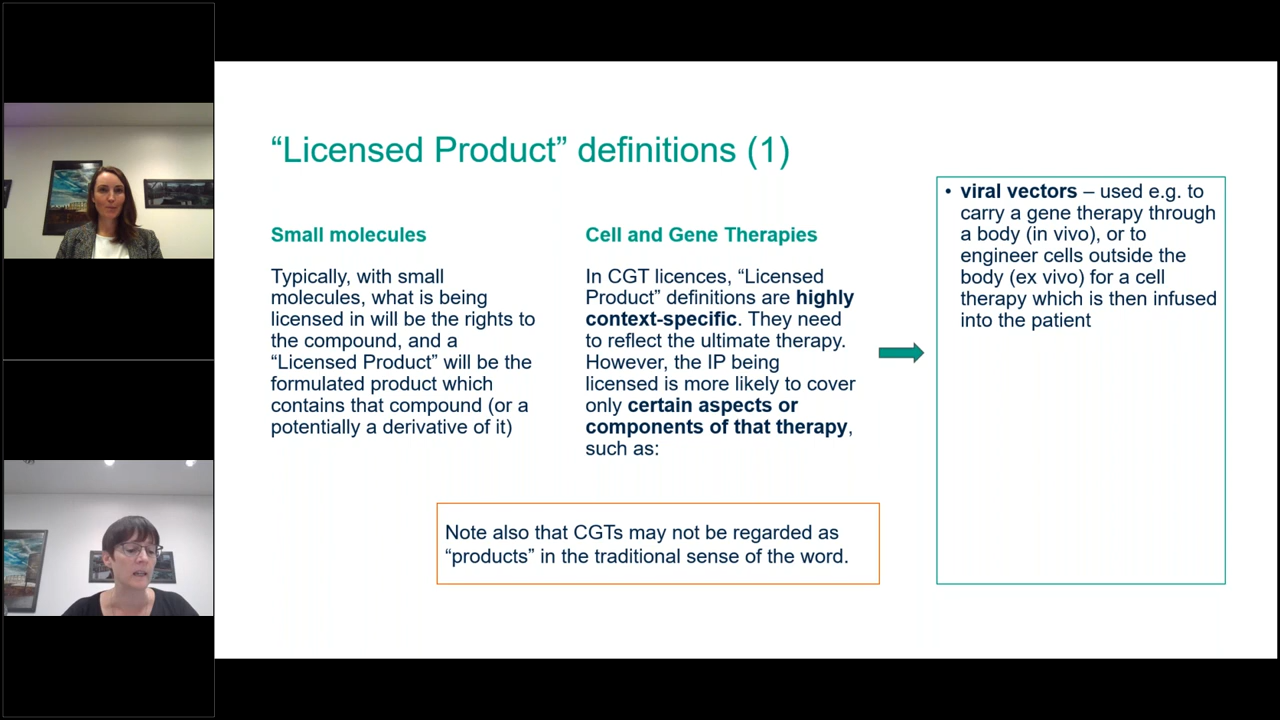 “Licensed Product” definitions (1)
Small molecules
Typically, with small
molecules, what is being
licensed in will be the rights to
the compound, and a
“Licensed Product” will be the
formulated product which
contains that compound (or a
potentially a derivative of it)
Cell and Gene Therapies
In CGT licences, “Licensed
Product” definitions are highly
context-specific. They need
to reflect the ultimate therapy.
However, the IP being
licensed is more likely to cover
only certain aspects or
components of that therapy,
such as:
• viral vectors – used e.g. to
carry a gene therapy through
a body (in vivo), or to
engineer cells outside the
body (ex vivo) for a cell
therapy which is then infused
into the patient
Note also that CGTs may not be regarded as
“products” in the traditional sense of the word.